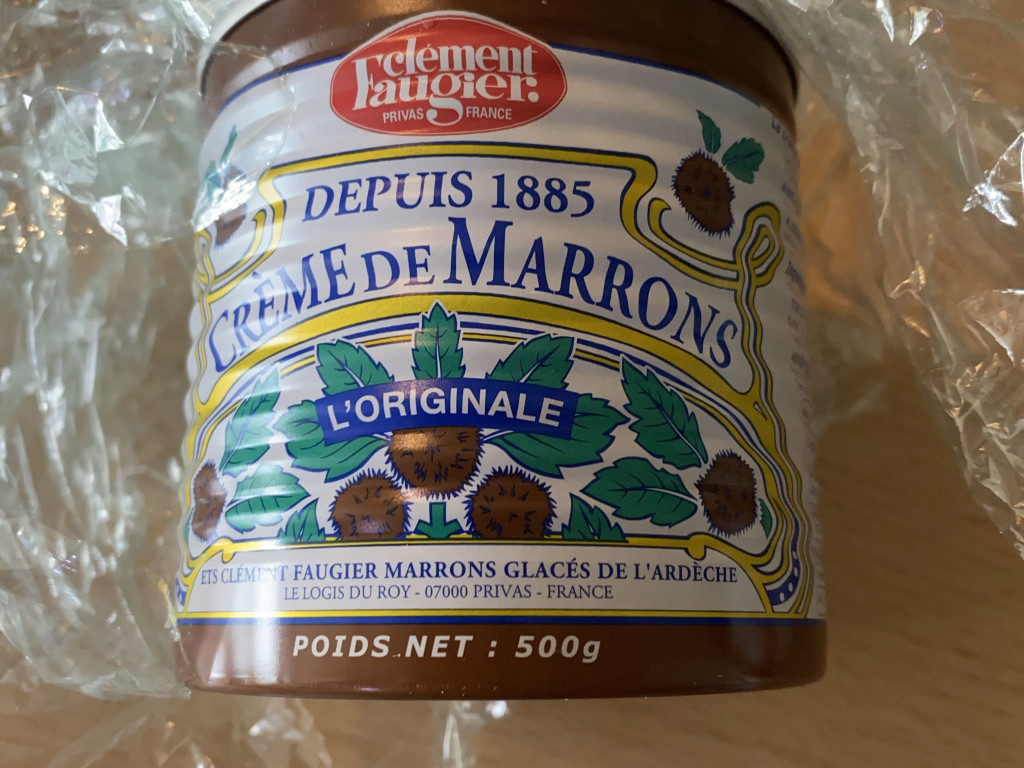 clément
Faugier.
PRIVAS FRANCE
DEPUIS 1885
CRÈME DE MARRONS
L'ORIGINALE
ETS CLÉMENT FAUGIER MARRONS GLACÉS DE L'ARDÈCHE
LE LOGIS DU ROY - 07000 PRIVAS - FRANCE
POIDS NET : 500g